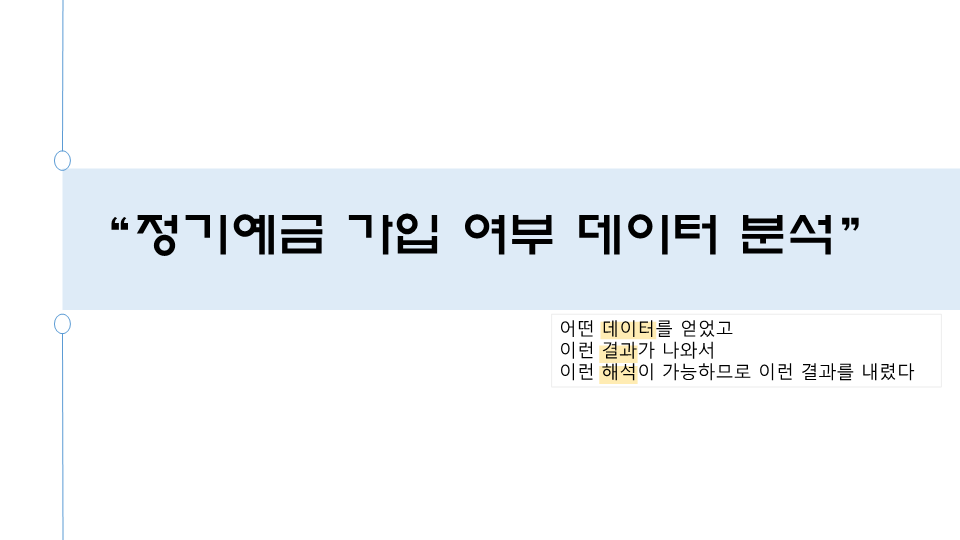 “정기예금 가입 여부 데이터 분석”
어떤 데이터를 얻었고
이런 결과가 나와서
이런 해석이 가능하므로 이런 결과를 내렸다